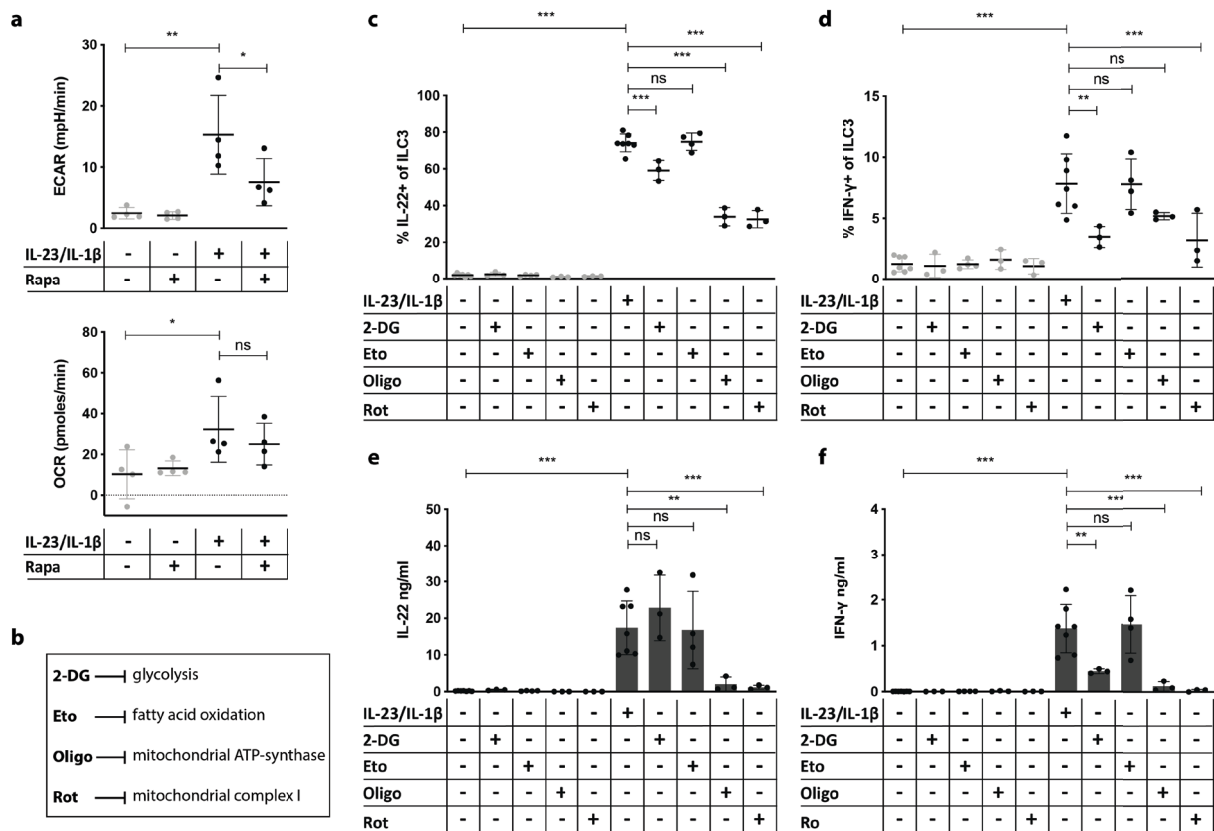 a
**
*
30
20
10
0
ECAR (mpH/min)
IL-23/IL-1β - - + +
Rapa - + - +
*
ns
80
60
40
20
0
OCR (pmoles/min)
IL-23/IL-1β - - + +
Rapa - + - +
b
2-DG glycolysis
Eto fatty acid oxidation
Oligo mitochondrial ATP-synthase
Rot mitochondrial complex I
c
***
***
***
ns
***
100
80
60
40
20
0
% IL-22+ of ILC3
IL-23/IL-1β - - - - - + + + + +
2-DG - + - - - - + - - -
Eto - - + - - - - + - -
Oligo - - - + - - - - + -
Rot - - - - + - - - - +
d
***
***
ns
ns
**
15
10
5
0
% IFN-γ+ of ILC3
IL-23/IL-1β - - - - - + + + + +
2-DG - + - - - - + - - -
Eto - - + - - - - + - -
Oligo - - - + - - - - + -
Rot - - - - + - - - - +
e
***
***
**
ns
ns
50
40
30
20
10
0
IL-22 ng/ml
IL-23/IL-1β - - - - - + + + + +
2-DG - + - - - - + - - -
Eto - - + - - - - + - -
Oligo - - - + - - - - + -
Rot - - - - + - - - - +
f
***
***
***
ns
**
4
3
2
1
0
IFN-γ ng/ml
IL-23/IL-1β - - - - - + + + + +
2-DG - + - - - - + - - -
Eto - - + - - - - + - -
Oligo - - - + - - - - + -
Ro - - - - + - - - - +